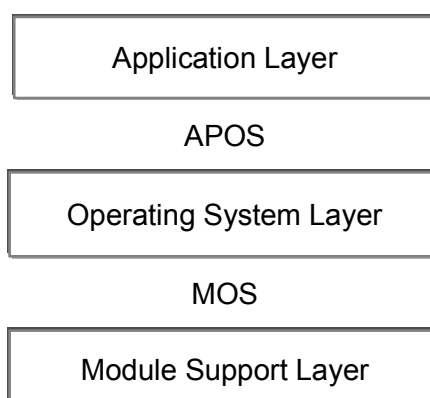 Application Layer
APOS
Operating System Layer
MOS
Module Support Layer